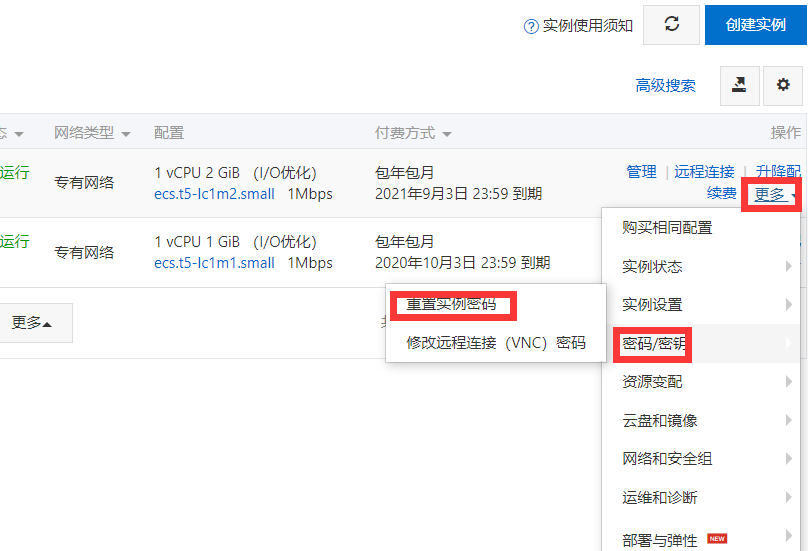 实例使用须知
创建实例
高级搜索
态 网络类型 配置 付费方式 操作
运行 专有网络 1 vCPU 2 GiB （I/O优化） 包年包月 管理 | 远程连接 | 升降配
ecs.t5-lc1m2.small 1Mbps 2021年9月3日 23:59 到期 续费 更多
购买相同配置
运行 专有网络 1 vCPU 1 GiB （I/O优化） 包年包月
ecs.t5-lc1m1.small 1Mbps 2020年10月3日 23:59 到期
实例状态
更多
重置实例密码
实例设置
修改远程连接（VNC）密码
密码/密钥
资源变配
云盘和镜像
网络和安全组
运维和诊断
部署与弹性 NEW